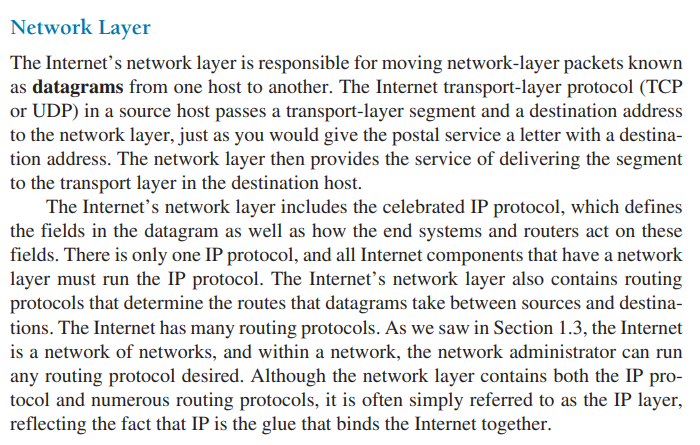 Network Layer
The Internet's network layer is responsible for moving network-layer packets known
as datagrams from one host to another. The Internet transport-layer protocol (TCP
or UDP) in a source host passes a transport-layer segment and a destination address
to the network layer, just as you would give the postal service a letter with a destina-
tion address. The network layer then provides the service of delivering the segment
to the transport layer in the destination host.
The Internet's network layer includes the celebrated IP protocol, which defines
the fields in the datagram as well as how the end systems and routers act on these
fields. There is only one IP protocol, and all Internet components that have a network
layer must run the IP protocol. The Internet's network layer also contains routing
protocols that determine the routes that datagrams take between sources and destina-
tions. The Internet has many routing protocols. As we saw in Section 1.3, the Internet
is a network of networks, and within a network, the network administrator can run
any routing protocol desired. Although the network layer contains both the IP pro-
tocol and numerous routing protocols, it is often simply referred to as the IP layer,
reflecting the fact that IP is the glue that binds the Internet together.